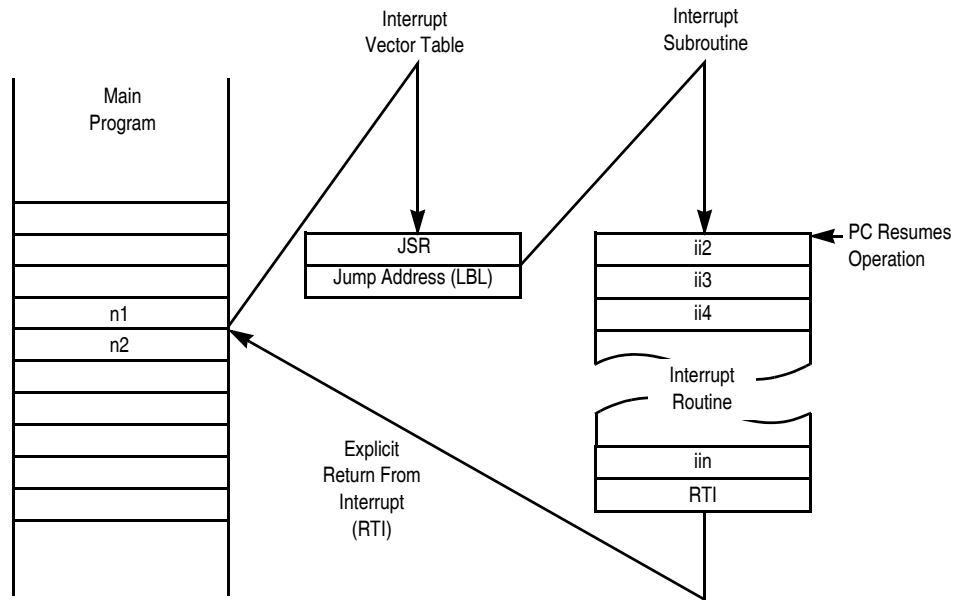 Interrupt
Vector Table
Interrupt
Subroutine
Main
Program
JSR
Jump Address (LBL)
n1
n2
ii2
ii3
ii4
PC Resumes
Operation
Interrupt
Routine
iin
RTI
Explicit
Return From
Interrupt
(RTI)